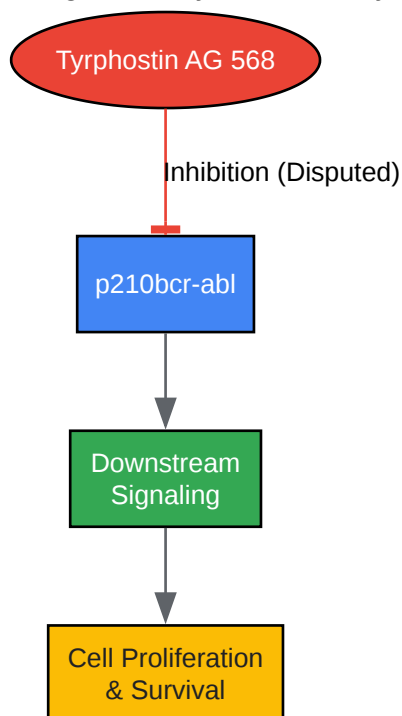 Tyrphostin AG 568
Inhibition (Disputed)
p210bcr-abl
Downstream
Signaling
Cell Proliferation
& Survival